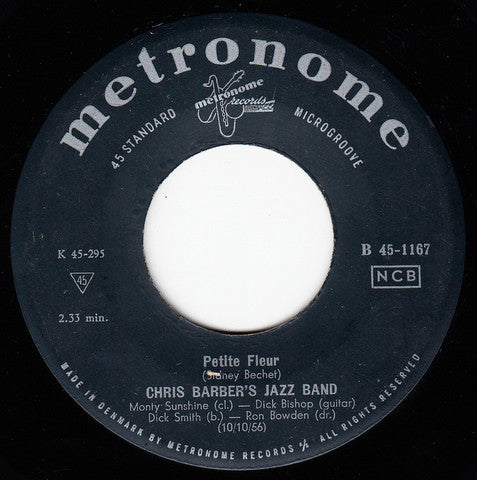 metronome
metronome
records
45 STANDARD
MICROGROOVE
K 45-295
B 45-1167
45
NCB
2.33 min.
Petite Fleur
(Sidney Bechet)
CHRIS BARBER'S JAZZ BAND
Monty Sunshine (cl.) — Dick Bishop (guitar)
Dick Smith (b.) — Ron Bowden (dr.)
(10/10/56)
MADE IN DENMARK BY METRONOME RECORDS A/S ALL RIGHTS RESERVED